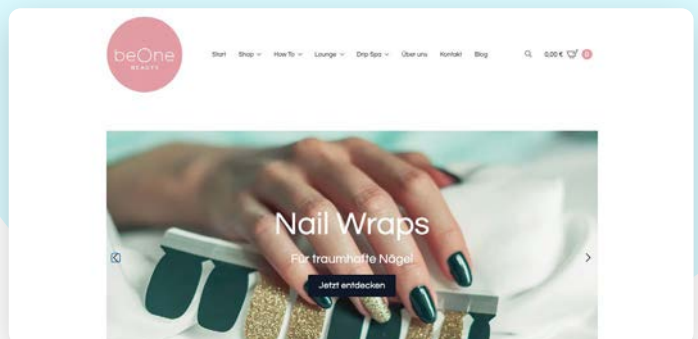 beOne
BEAUTY
Start Shop How To Lounge Drip Spa Über uns Kontakt Blog 0,00 € 0
Nail Wraps
Für traumhafte Nägel
Jetzt entdecken